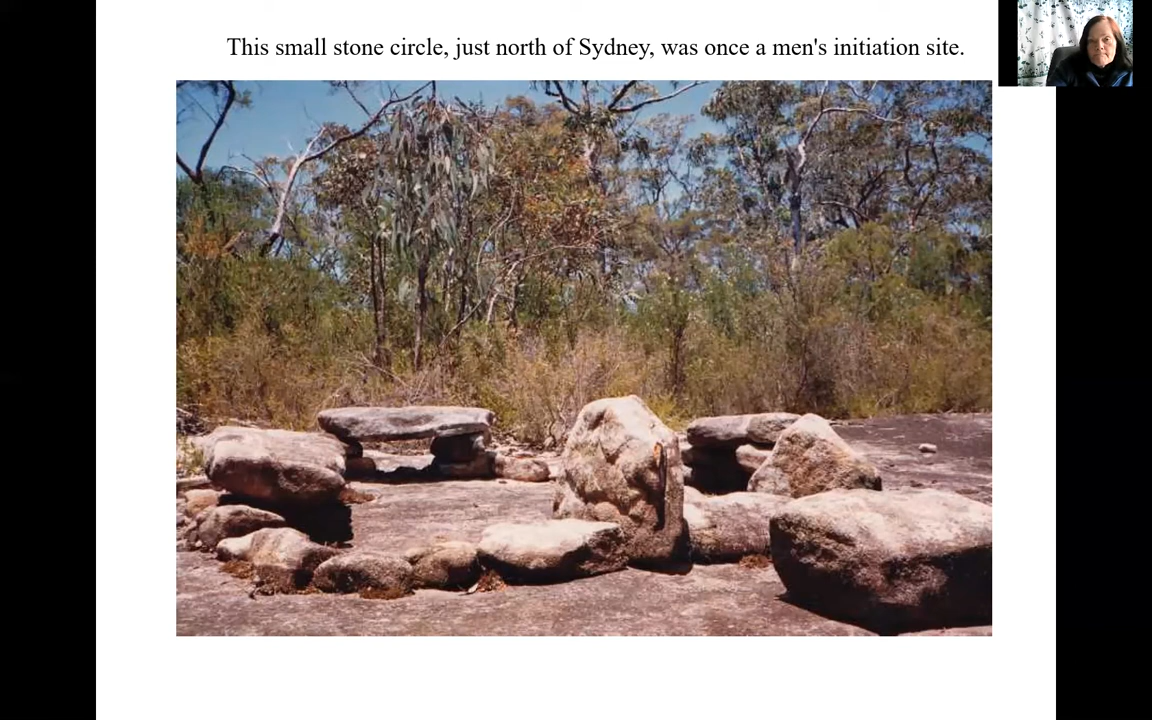 This small stone circle, just north of Sydney, was once a men's initiation site.